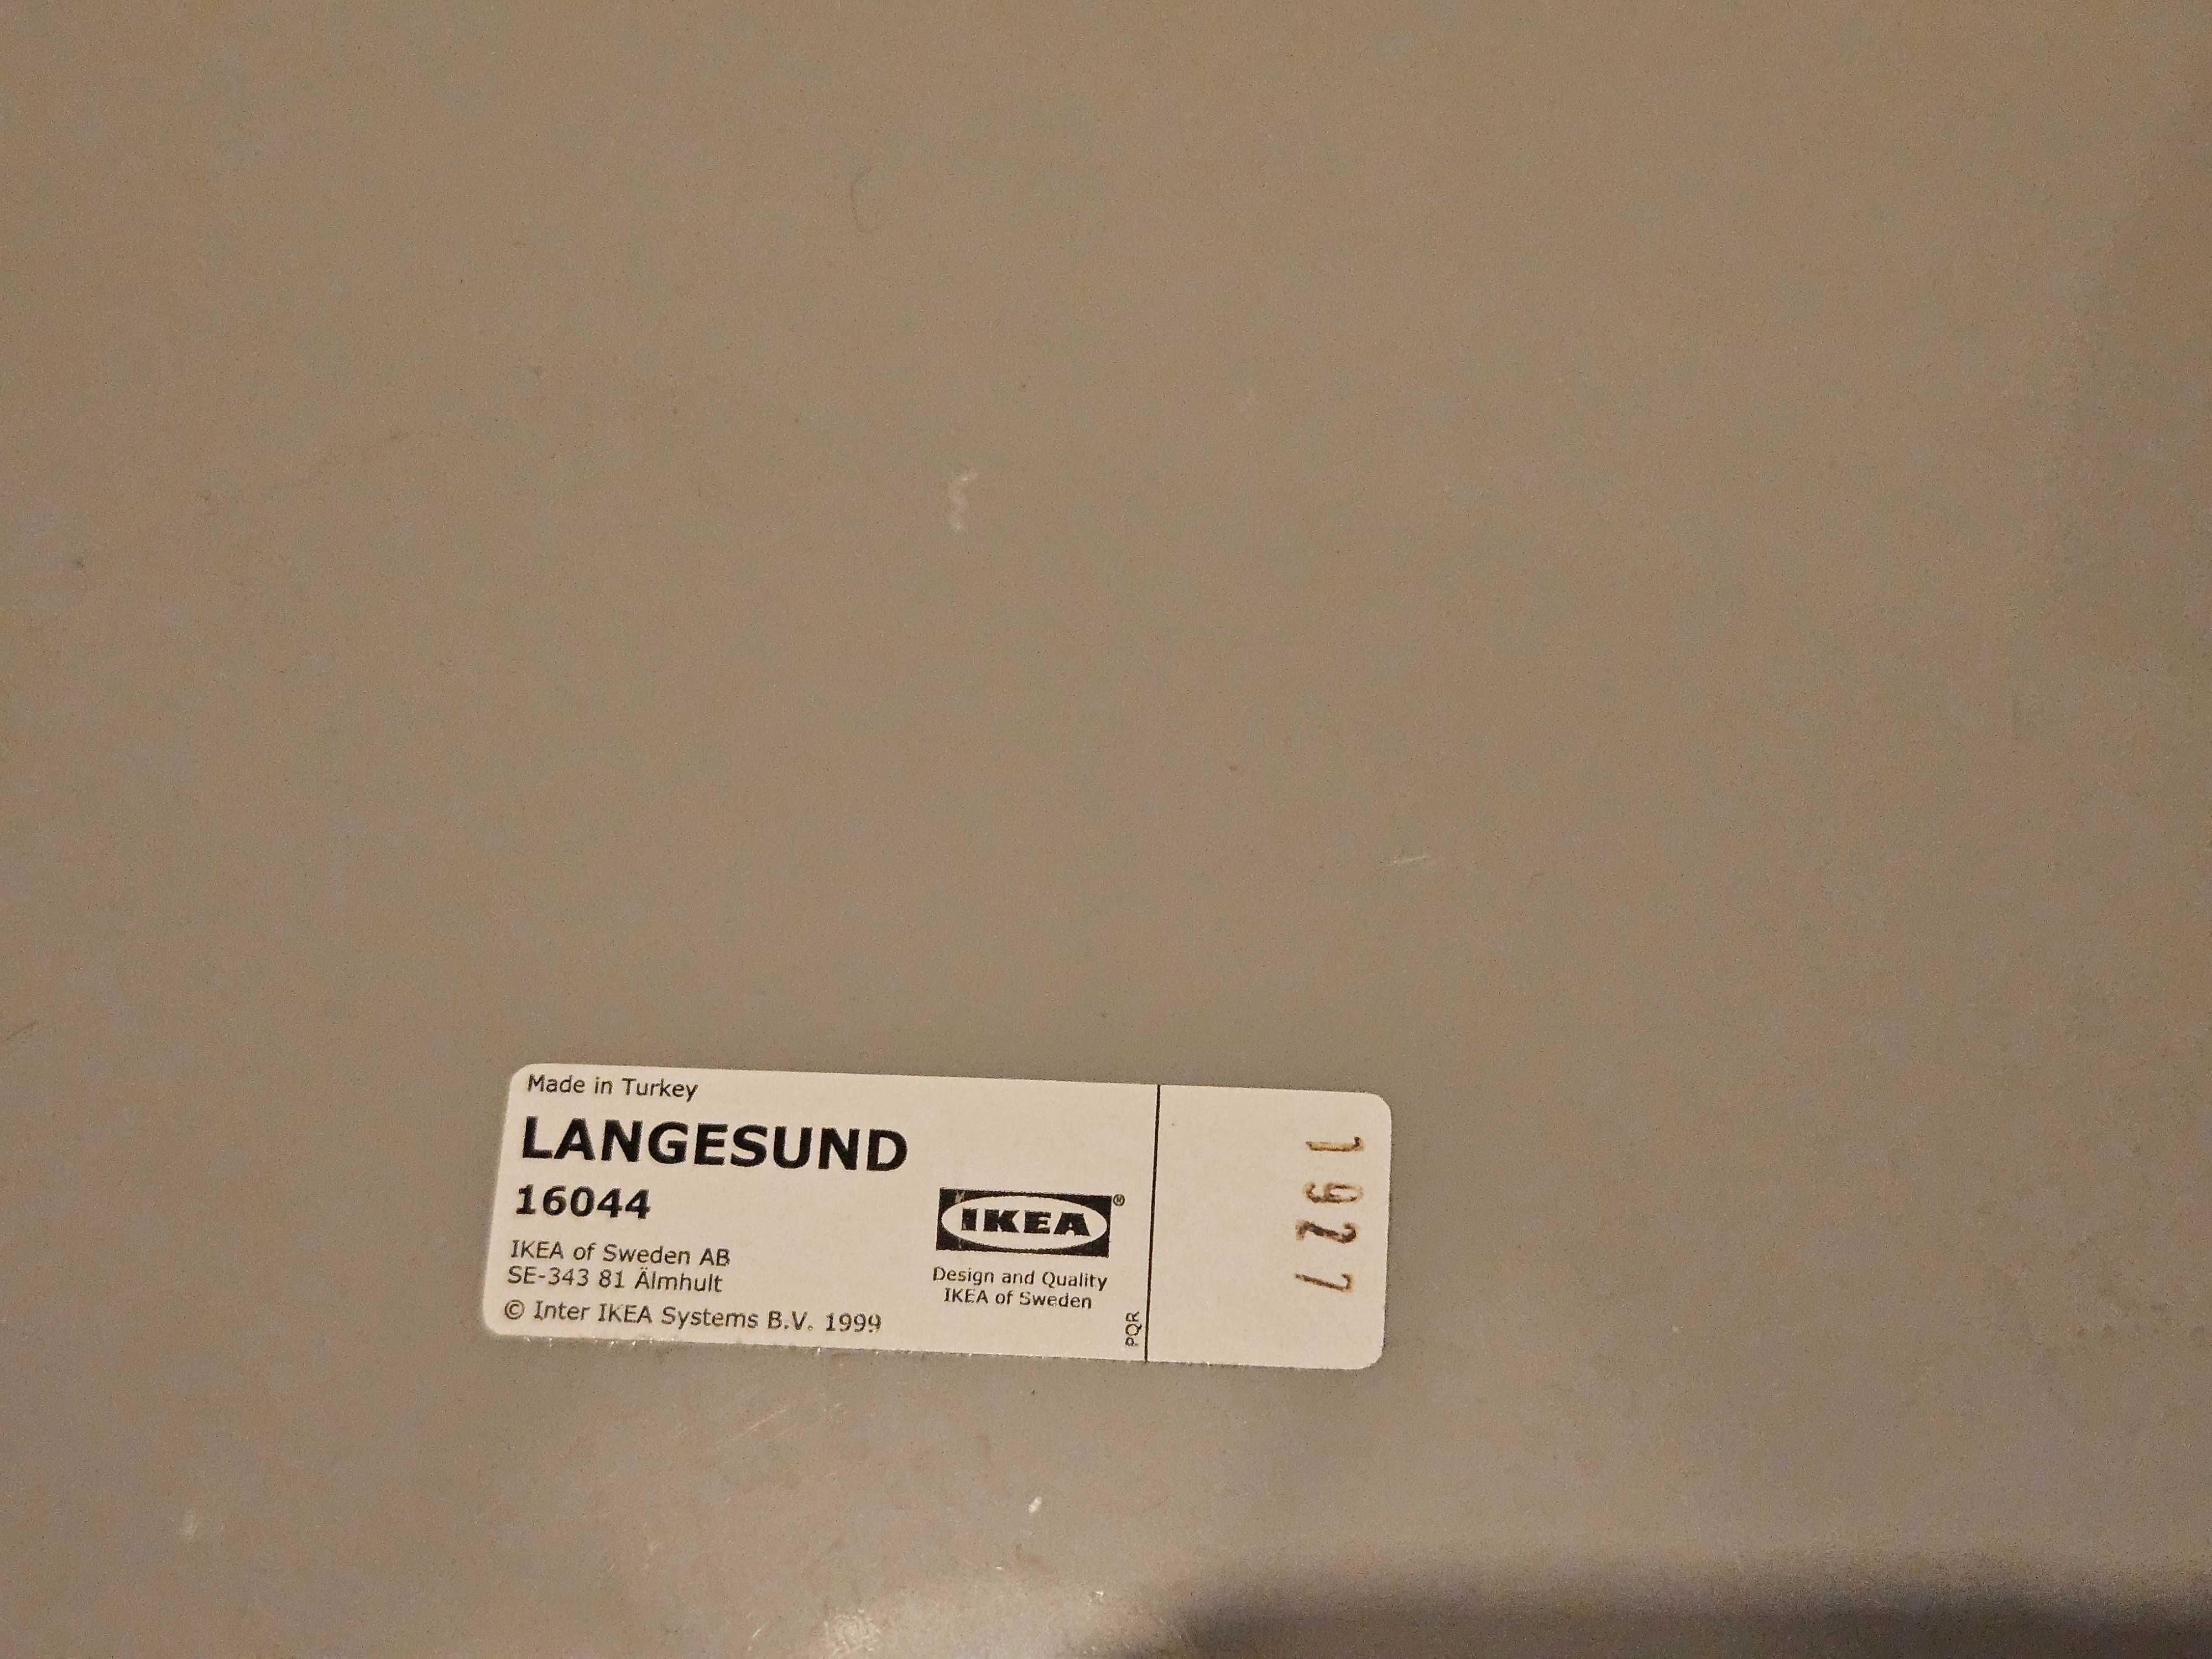 Made in Turkey
LANGESUND
16044
IKEA of Sweden AB
SE-343 81 Älmhult
© Inter IKEA Systems B.V. 1999
IKEA®
Design and Quality
IKEA of Sweden
PQR
1927